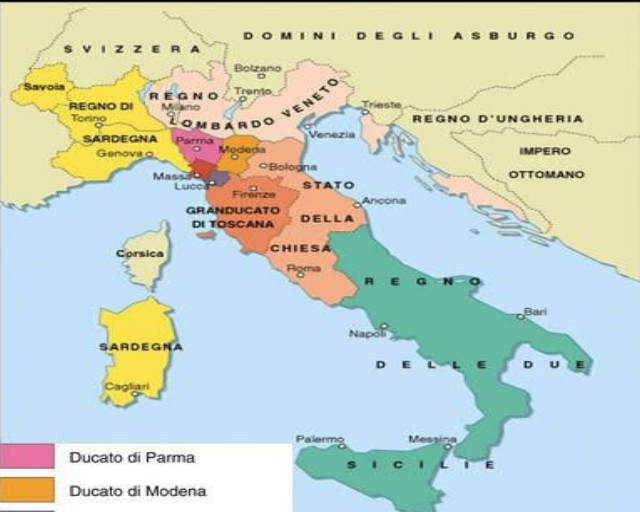 DOMINI DEGLI ASBURGO
SVIZZERA
Bolzano
Trento
Savoia
REGNO
Milano
LOMBARDO VENETO
REGNO DI
Torino
SARDEGNA
Genova
Trieste
REGNO D'UNGHERIA
Venezia
IMPERO
OTTOMANO
Parma
Modena
Bologna
Massa
Lucca
Firenze
STATO
DELLA
CHIESA
Ancona
GRANDUCATO
DI TOSCANA
Corsica
Roma
REGNO
Bari
Napoli
DELLE DUE
SARDEGNA
Cagliari
Palermo
Messina
SICILIE
Ducato di Parma
Ducato di Modena